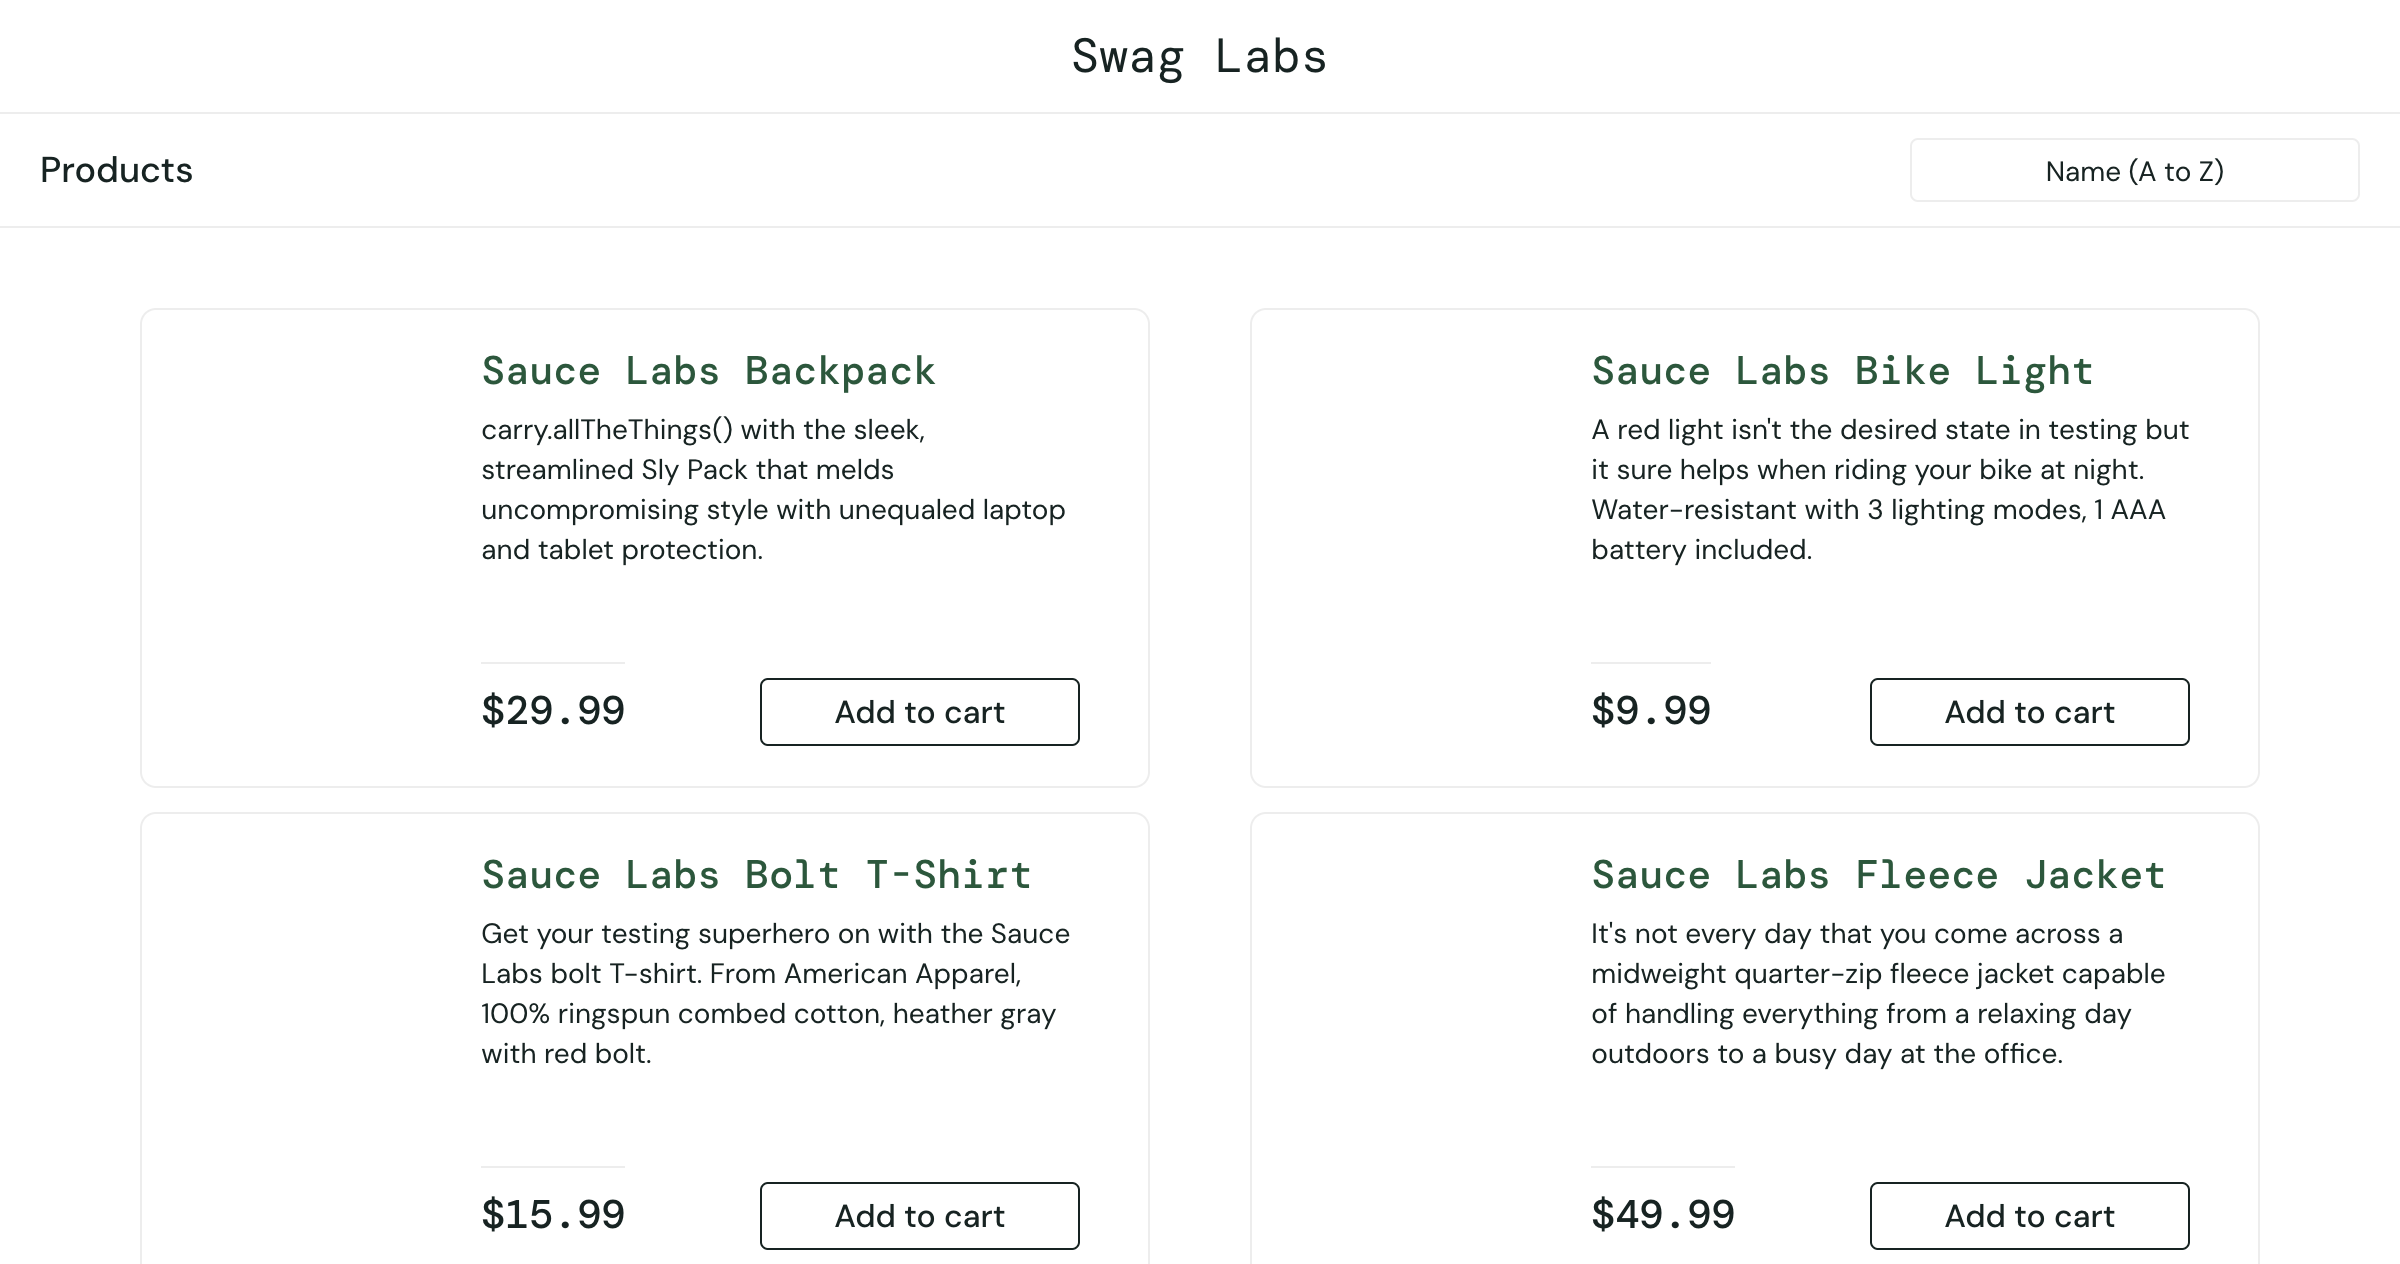 Swag Labs
Products
Name (A to Z)
Sauce Labs Backpack
carry.allTheThings() with the sleek,
streamlined Sly Pack that melds
uncompromising style with unequaled laptop
and tablet protection.
$29.99
Add to cart
Sauce Labs Bike Light
A red light isn't the desired state in testing but
it sure helps when riding your bike at night.
Water-resistant with 3 lighting modes, 1 AAA
battery included.
$9.99
Add to cart
Sauce Labs Bolt T-Shirt
Get your testing superhero on with the Sauce
Labs bolt T-shirt. From American Apparel,
100% ringspun combed cotton, heather gray
with red bolt.
$15.99
Add to cart
Sauce Labs Fleece Jacket
It's not every day that you come across a
midweight quarter-zip fleece jacket capable
of handling everything from a relaxing day
outdoors to a busy day at the office.
$49.99
Add to cart